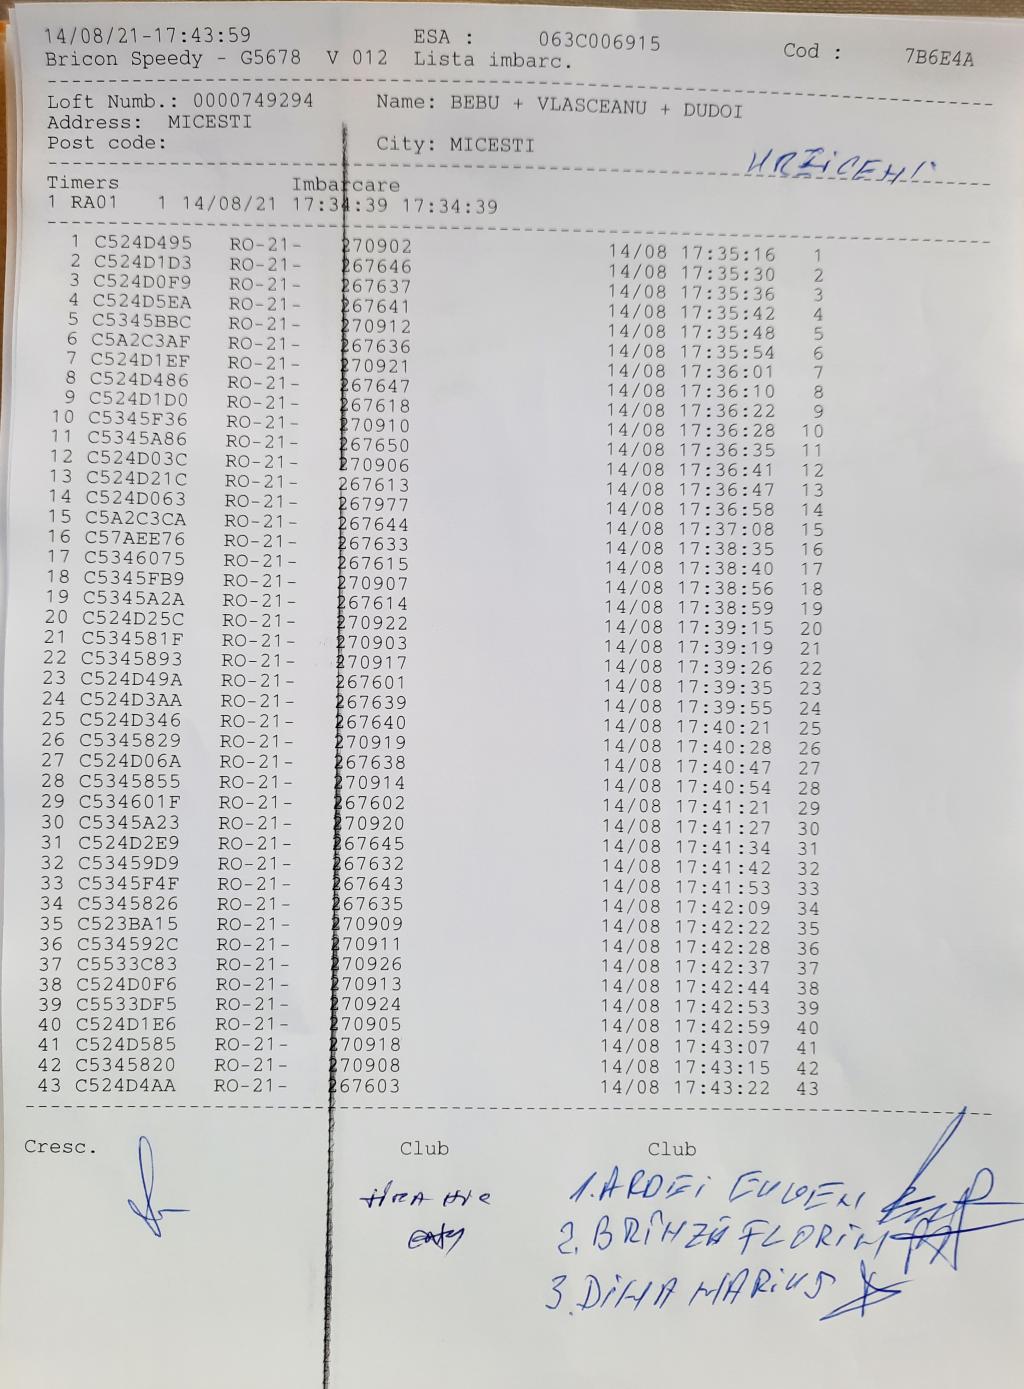 14/08/21-17:43:59 ESA : 063C006915 Cod : 7B6E4A
Bricon Speedy - G5678 V 012 Lista imbarc.
Loft Numb.: 0000749294 Name: BEBU + VLASCEANU + DUDOI
Address: MICESTI
Post code: City: MICESTI
URZICENI
Timers Imbarcare
1 RA01 1 14/08/21 17:34:39 17:34:39
1 C524D495 RO-21- 270902 14/08 17:35:16 1
2 C524D1D3 RO-21- 267646 14/08 17:35:30 2
3 C524D0F9 RO-21- 267637 14/08 17:35:36 3
4 C524D5EA RO-21- 267641 14/08 17:35:42 4
5 C5345BBC RO-21- 270912 14/08 17:35:48 5
6 C5A2C3AF RO-21- 267636 14/08 17:35:54 6
7 C524D1EF RO-21- 270921 14/08 17:36:01 7
8 C524D486 RO-21- 267647 14/08 17:36:10 8
9 C524D1D0 RO-21- 267618 14/08 17:36:22 9
10 C5345F36 RO-21- 270910 14/08 17:36:28 10
11 C5345A86 RO-21- 267650 14/08 17:36:35 11
12 C524D03C RO-21- 270906 14/08 17:36:41 12
13 C524D21C RO-21- 267613 14/08 17:36:47 13
14 C524D063 RO-21- 267977 14/08 17:36:58 14
15 C5A2C3CA RO-21- 267644 14/08 17:37:08 15
16 C57AEE76 RO-21- 267633 14/08 17:38:35 16
17 C5346075 RO-21- 267615 14/08 17:38:40 17
18 C5345FB9 RO-21- 270907 14/08 17:38:56 18
19 C5345A2A RO-21- 267614 14/08 17:38:59 19
20 C524D25C RO-21- 270922 14/08 17:39:15 20
21 C534581F RO-21- 270903 14/08 17:39:19 21
22 C5345893 RO-21- 270917 14/08 17:39:26 22
23 C524D49A RO-21- 267601 14/08 17:39:35 23
24 C524D3AA RO-21- 267639 14/08 17:39:55 24
25 C524D346 RO-21- 267640 14/08 17:40:21 25
26 C5345829 RO-21- 270919 14/08 17:40:28 26
27 C524D06A RO-21- 267638 14/08 17:40:47 27
28 C5345855 RO-21- 270914 14/08 17:40:54 28
29 C534601F RO-21- 267602 14/08 17:41:21 29
30 C5345A23 RO-21- 270920 14/08 17:41:27 30
31 C524D2E9 RO-21- 267645 14/08 17:41:34 31
32 C53459D9 RO-21- 267632 14/08 17:41:42 32
33 C5345F4F RO-21- 267643 14/08 17:41:53 33
34 C5345826 RO-21- 267635 14/08 17:42:09 34
35 C523BA15 RO-21- 270909 14/08 17:42:22 35
36 C534592C RO-21- 270911 14/08 17:42:28 36
37 C5533C83 RO-21- 270926 14/08 17:42:37 37
38 C524D0F6 RO-21- 270913 14/08 17:42:44 38
39 C5533DF5 RO-21- 270924 14/08 17:42:53 39
40 C524D1E6 RO-21- 270905 14/08 17:42:59 40
41 C524D585 RO-21- 270918 14/08 17:43:07 41
42 C5345820 RO-21- 270908 14/08 17:43:15 42
43 C524D4AA RO-21- 267603 14/08 17:43:22 43
Cresc. Club Club
1. ARDEI EUGEN
2. BRÎNZĂ FLORIN
3. DINA MARIUS